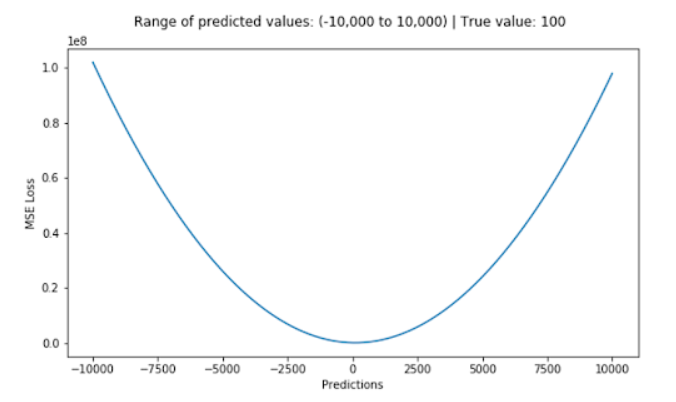 Range of predicted values: (-10,000 to 10,000) | True value: 100
1e8
1.0
0.8
0.6
0.4
0.2
0.0
MSE Loss
−10000 −7500 −5000 −2500 0 2500 5000 7500 10000
Predictions